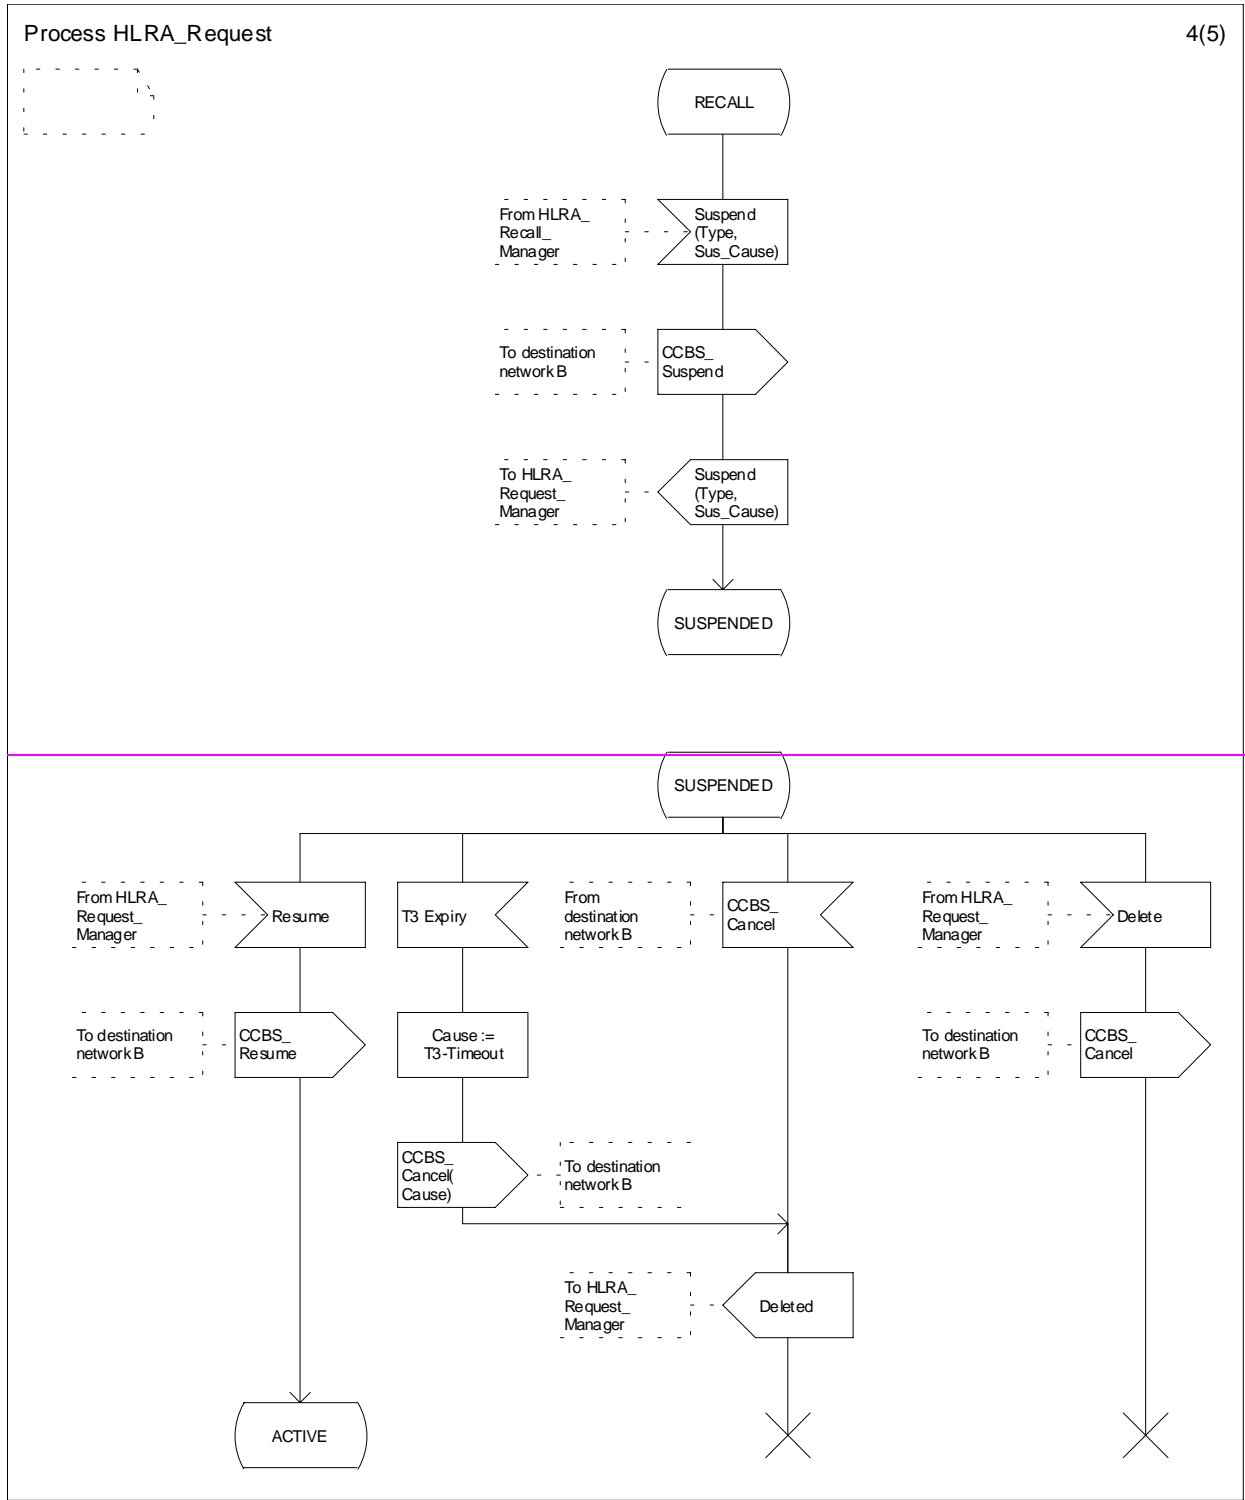 Process HLRA_Request
4(5)
RECALL
From HLRA_
Recall_
Manager
Suspend
(Type,
Sus_Cause)
To destination
network B
CCBS_
Suspend
To HLRA_
Request_
Manager
Suspend
(Type,
Sus_Cause)
SUSPENDED
SUSPENDED
From HLRA_
Request_
Manager
Resume
T3 Expiry
From
destination
network B
CCBS_
Cancel
From HLRA_
Request_
Manager
Delete
To destination
network B
CCBS_
Resume
Cause :=
T3-Timeout
To destination
network B
CCBS_
Cancel
CCBS_
Cancel(
Cause)
To destination
network B
To HLRA_
Request_
Manager
Deleted
ACTIVE